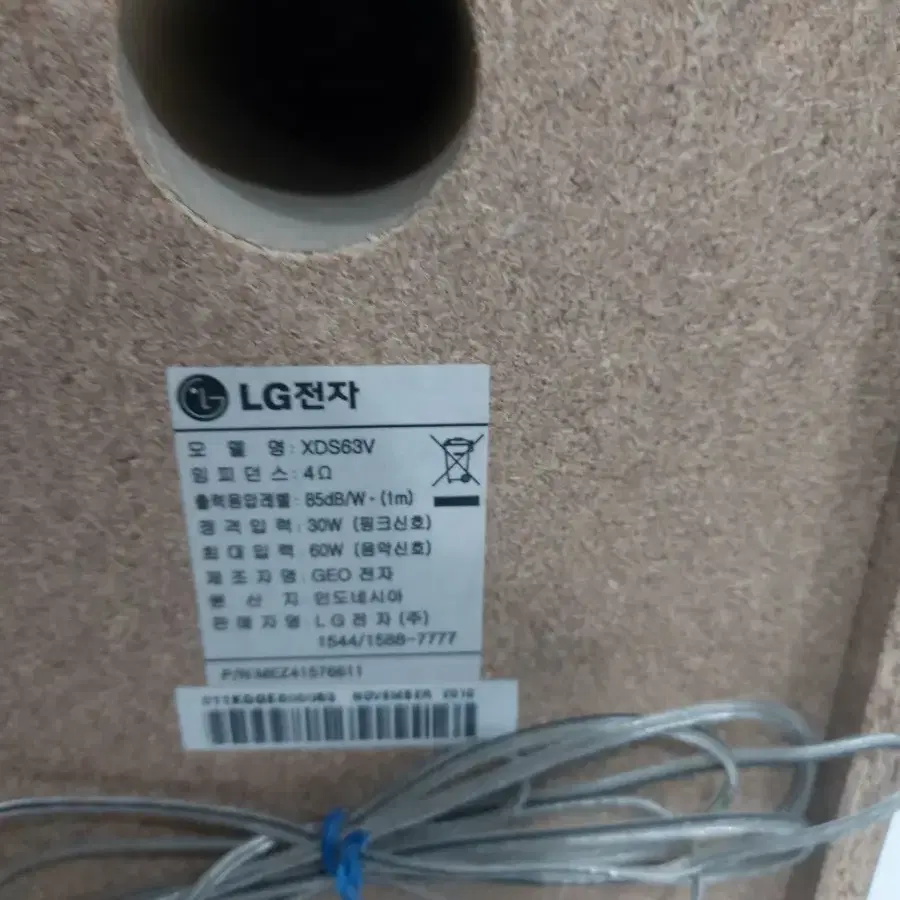 LG전자
모 델 명 : XDS63V
임 피 던 스 : 4Ω
출력음압레벨 : 85dB/W·(1m)
정 격 입 력 : 30W (핑크신호)
최 대 입 력 : 60W (음악신호)
제 조 자 명 : GEO 전자
원 산 지 : 인도네시아
판 매 자 명 : LG전자(주)
1544/1588-7777
NOVEMBER 2010